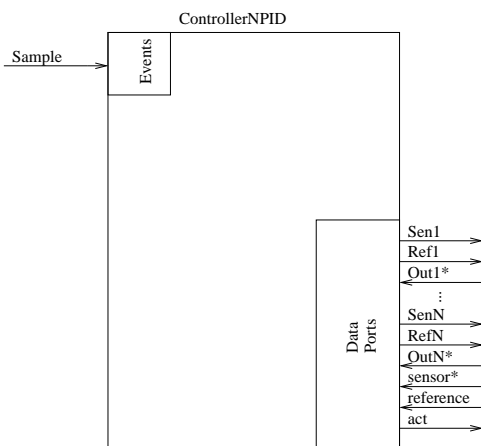 ControllerNPID
Sample
Events
Sen1
Ref1
Out1*
...
SenN
RefN
OutN*
sensor*
reference
act
Data
Ports